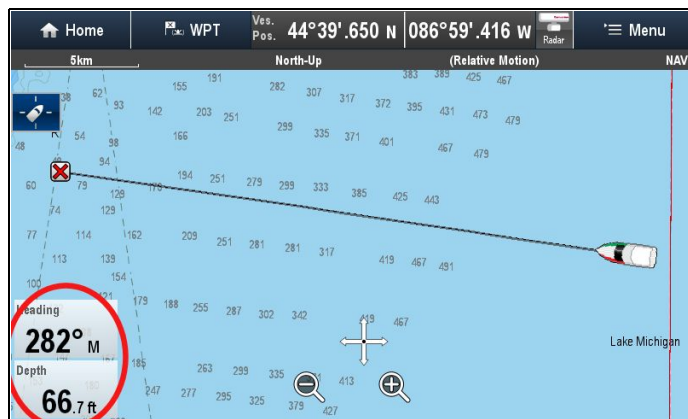 Home
WPT
Ves. Pos. 44°39'.650 N 086°59'.416 W
Radar
Menu
5km North-Up (Relative Motion) NAV
191 383 389 425 467
155 282 307
38 62 93 317 372 395 431 473 479
142 203 251
299 335 371 401
54 98 166 467 479
48
94
194 251 279 299 333 385 425 443
60 79 129
74 129
77 114 162 209 251 281 281 317
113 139 419 467 491
154
100
179 188 255 287 302 342 467
Heading
282° M
Lake Michigan
185
Depth
263 299 335 413
66.7 ft
247 277 295 325 379 427